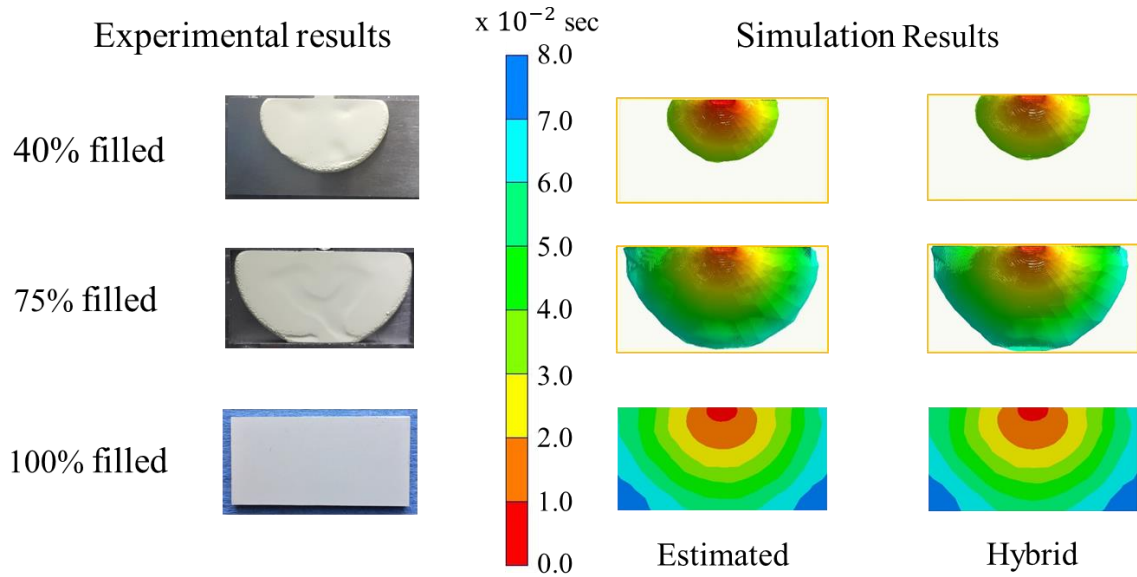 Experimental results
x 10⁻² sec
Simulation Results
8.0
7.0
6.0
5.0
4.0
3.0
2.0
1.0
0.0
40% filled
75% filled
100% filled
Estimated
Hybrid